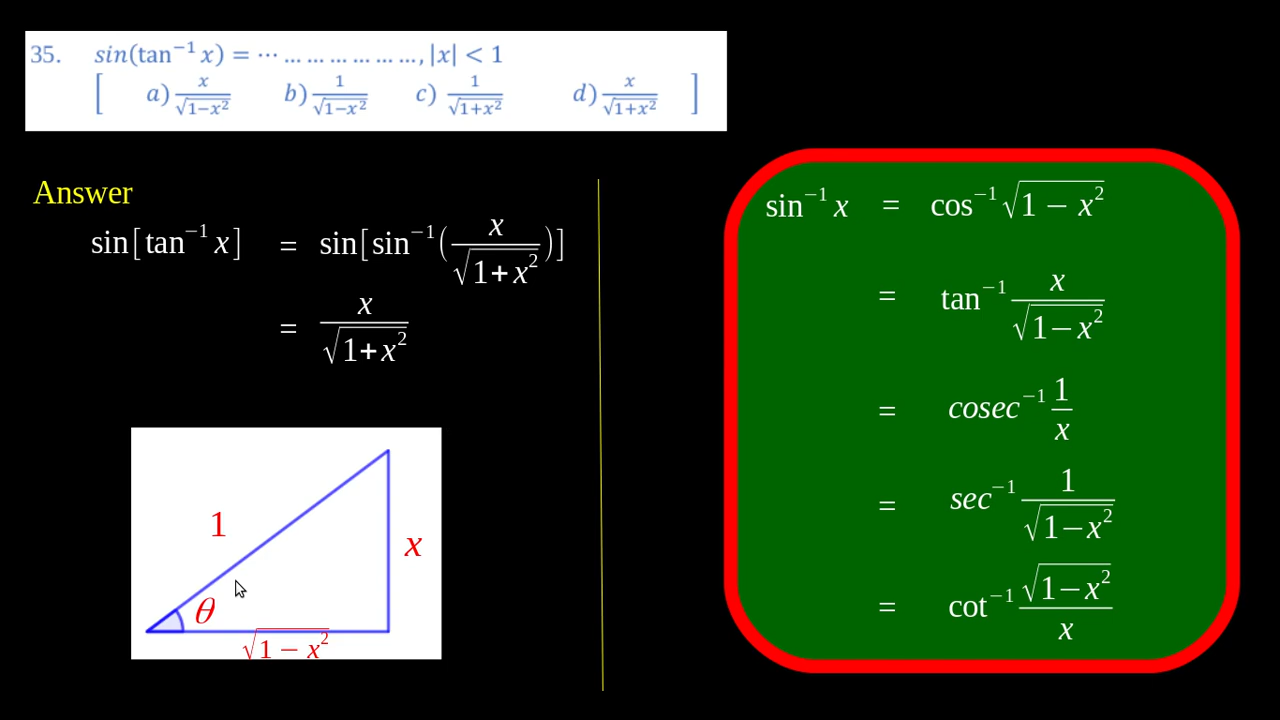 35. sin(tan⁻¹ x) = ⋯ … … … … … …, |x| < 1
[ a) x/√(1−x²) b) 1/√(1−x²) c) 1/√(1+x²) d) x/√(1+x²) ]
Answer
sin[tan⁻¹ x] = sin[sin⁻¹(x/√(1+x²))]
= x/√(1+x²)
1
x
θ
√(1 − x²)
sin⁻¹ x = cos⁻¹ √(1 − x²)
= tan⁻¹ x/√(1−x²)
= cosec⁻¹ 1/x
= sec⁻¹ 1/√(1−x²)
= cot⁻¹ √(1−x²)/x